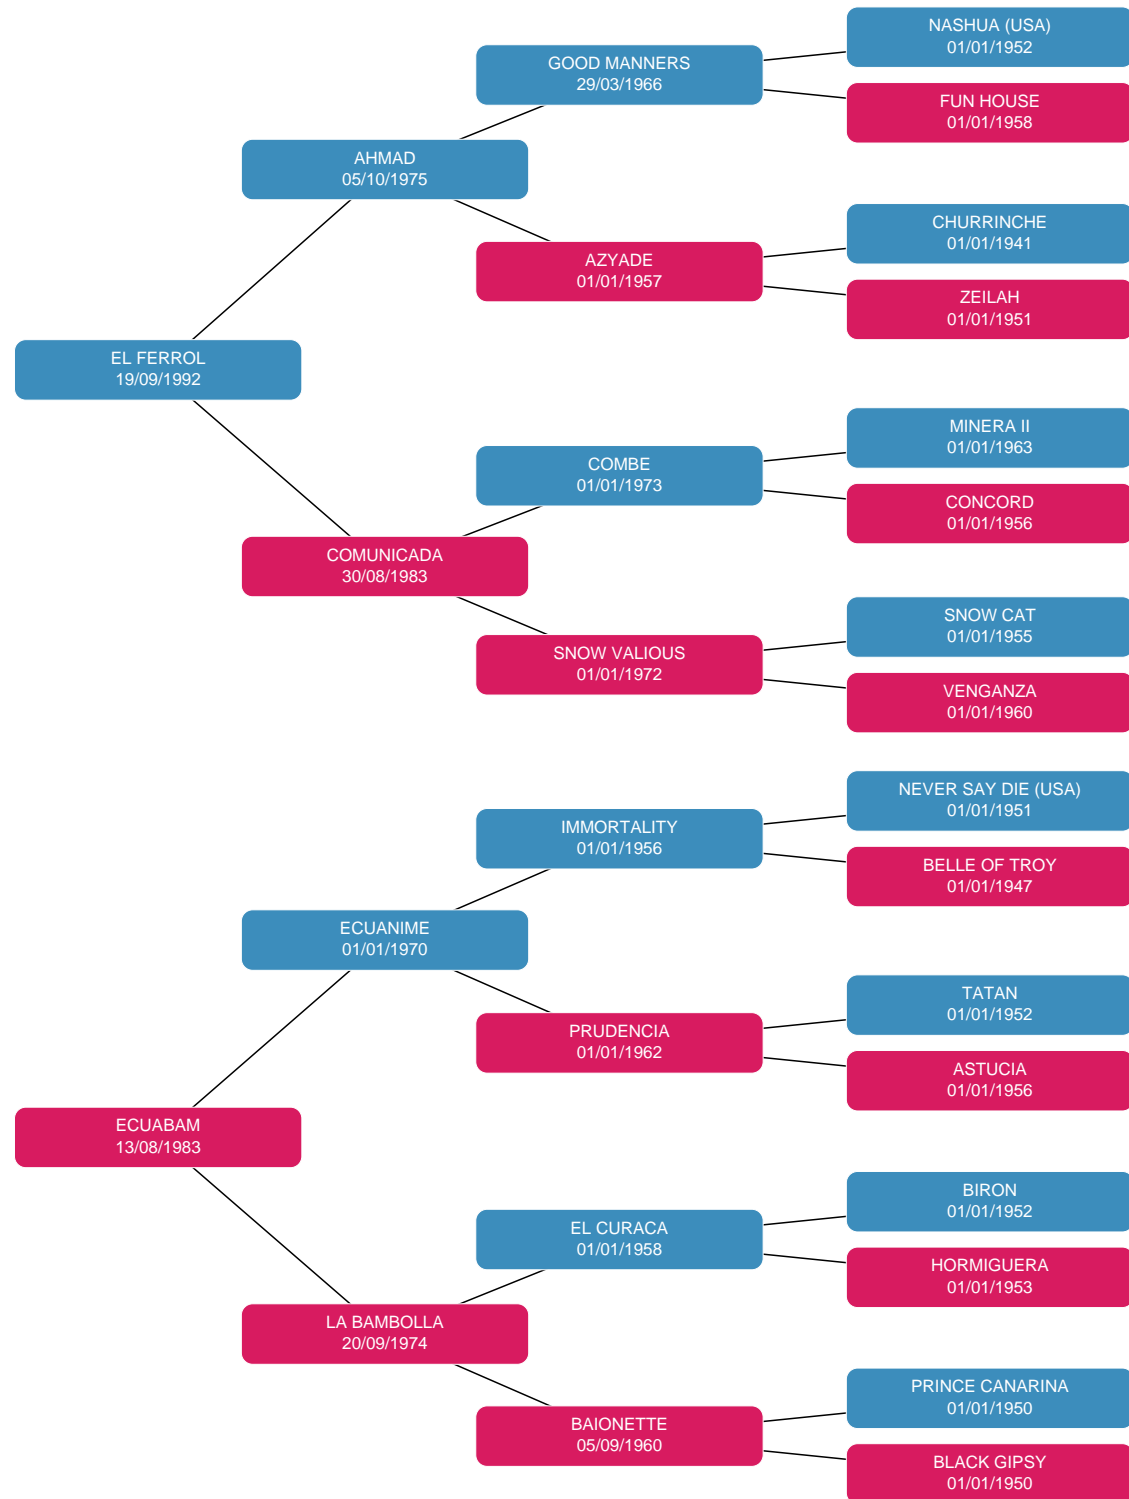 NASHUA (USA)
01/01/1952
GOOD MANNERS
29/03/1966
FUN HOUSE
01/01/1958
AHMAD
05/10/1975
CHURRINCHE
01/01/1941
AZYADE
01/01/1957
ZEILAH
01/01/1951
EL FERROL
19/09/1992
MINERA II
01/01/1963
COMBE
01/01/1973
CONCORD
01/01/1956
COMUNICADA
30/08/1983
SNOW CAT
01/01/1955
SNOW VALIOUS
01/01/1972
VENGANZA
01/01/1960
NEVER SAY DIE (USA)
01/01/1951
IMMORTALITY
01/01/1956
BELLE OF TROY
01/01/1947
ECUANIME
01/01/1970
TATAN
01/01/1952
PRUDENCIA
01/01/1962
ASTUCIA
01/01/1956
ECUABAM
13/08/1983
BIRON
01/01/1952
EL CURACA
01/01/1958
HORMIGUERA
01/01/1953
LA BAMBOLLA
20/09/1974
PRINCE CANARINA
01/01/1950
BAIONETTE
05/09/1960
BLACK GIPSY
01/01/1950